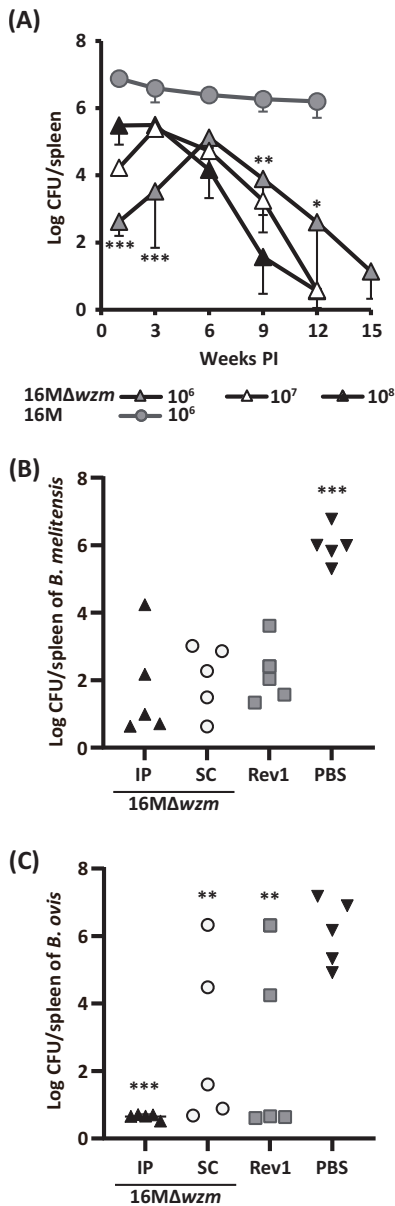 (A)
8
6
4
2
0
Log CFU/spleen
***
***
**
*
0 3 6 9 12 15
Weeks PI
16MΔwzm 10⁶ 10⁷ 10⁸
16M 10⁶
(B)
8
6
4
2
0
Log CFU/spleen of B. melitensis
***
IP SC Rev1 PBS
16MΔwzm
(C)
8
6
4
2
0
Log CFU/spleen of B. ovis
***
**
**
IP SC Rev1 PBS
16MΔwzm